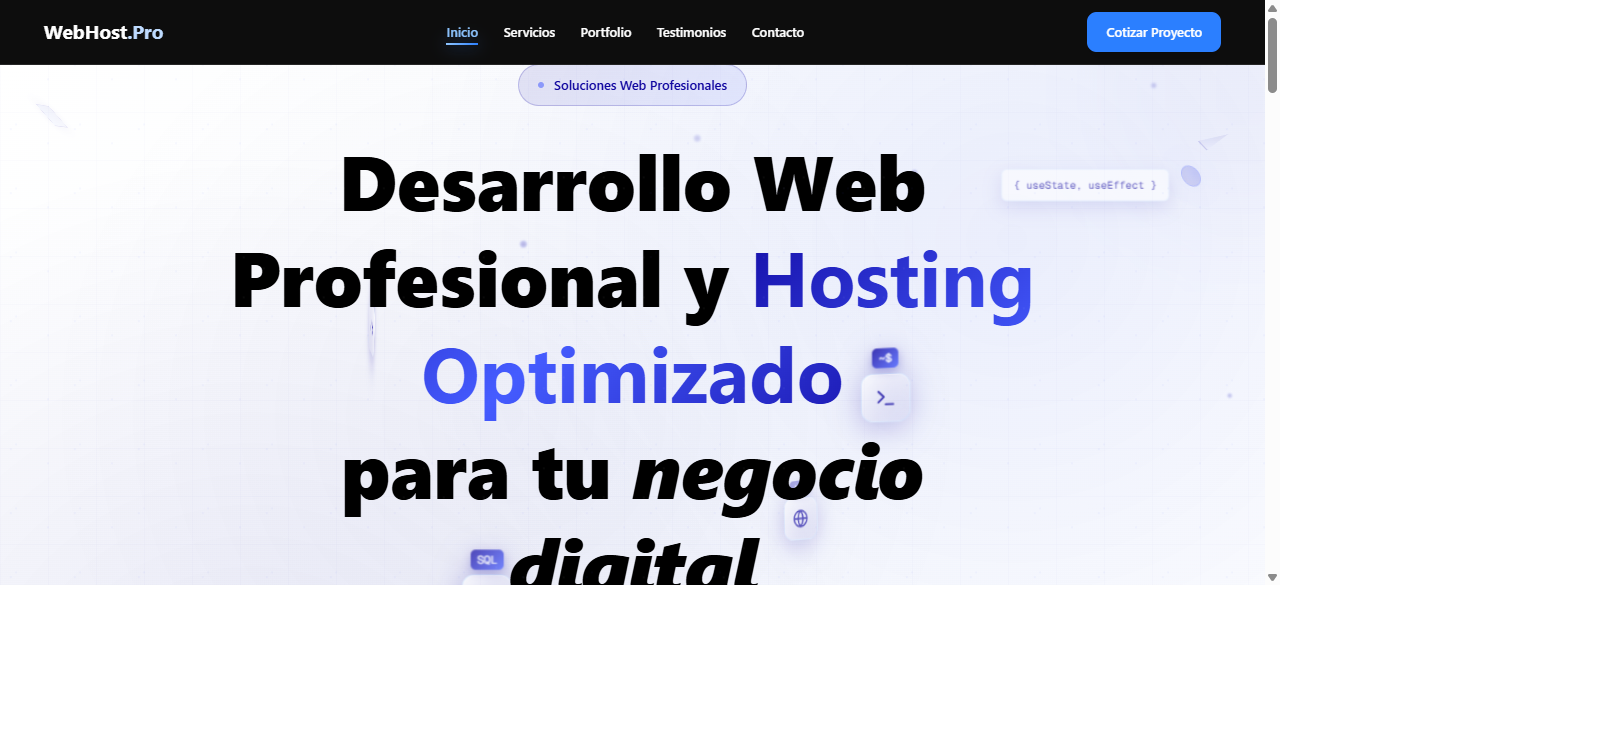 WebHost.Pro
Inicio
Servicios
Portfolio
Testimonios
Contacto
Cotizar Proyecto
Soluciones Web Profesionales
Desarrollo Web
Profesional y Hosting
Optimizado
para tu negocio
digital
{ useState, useEffect }
~$
>_
SQL